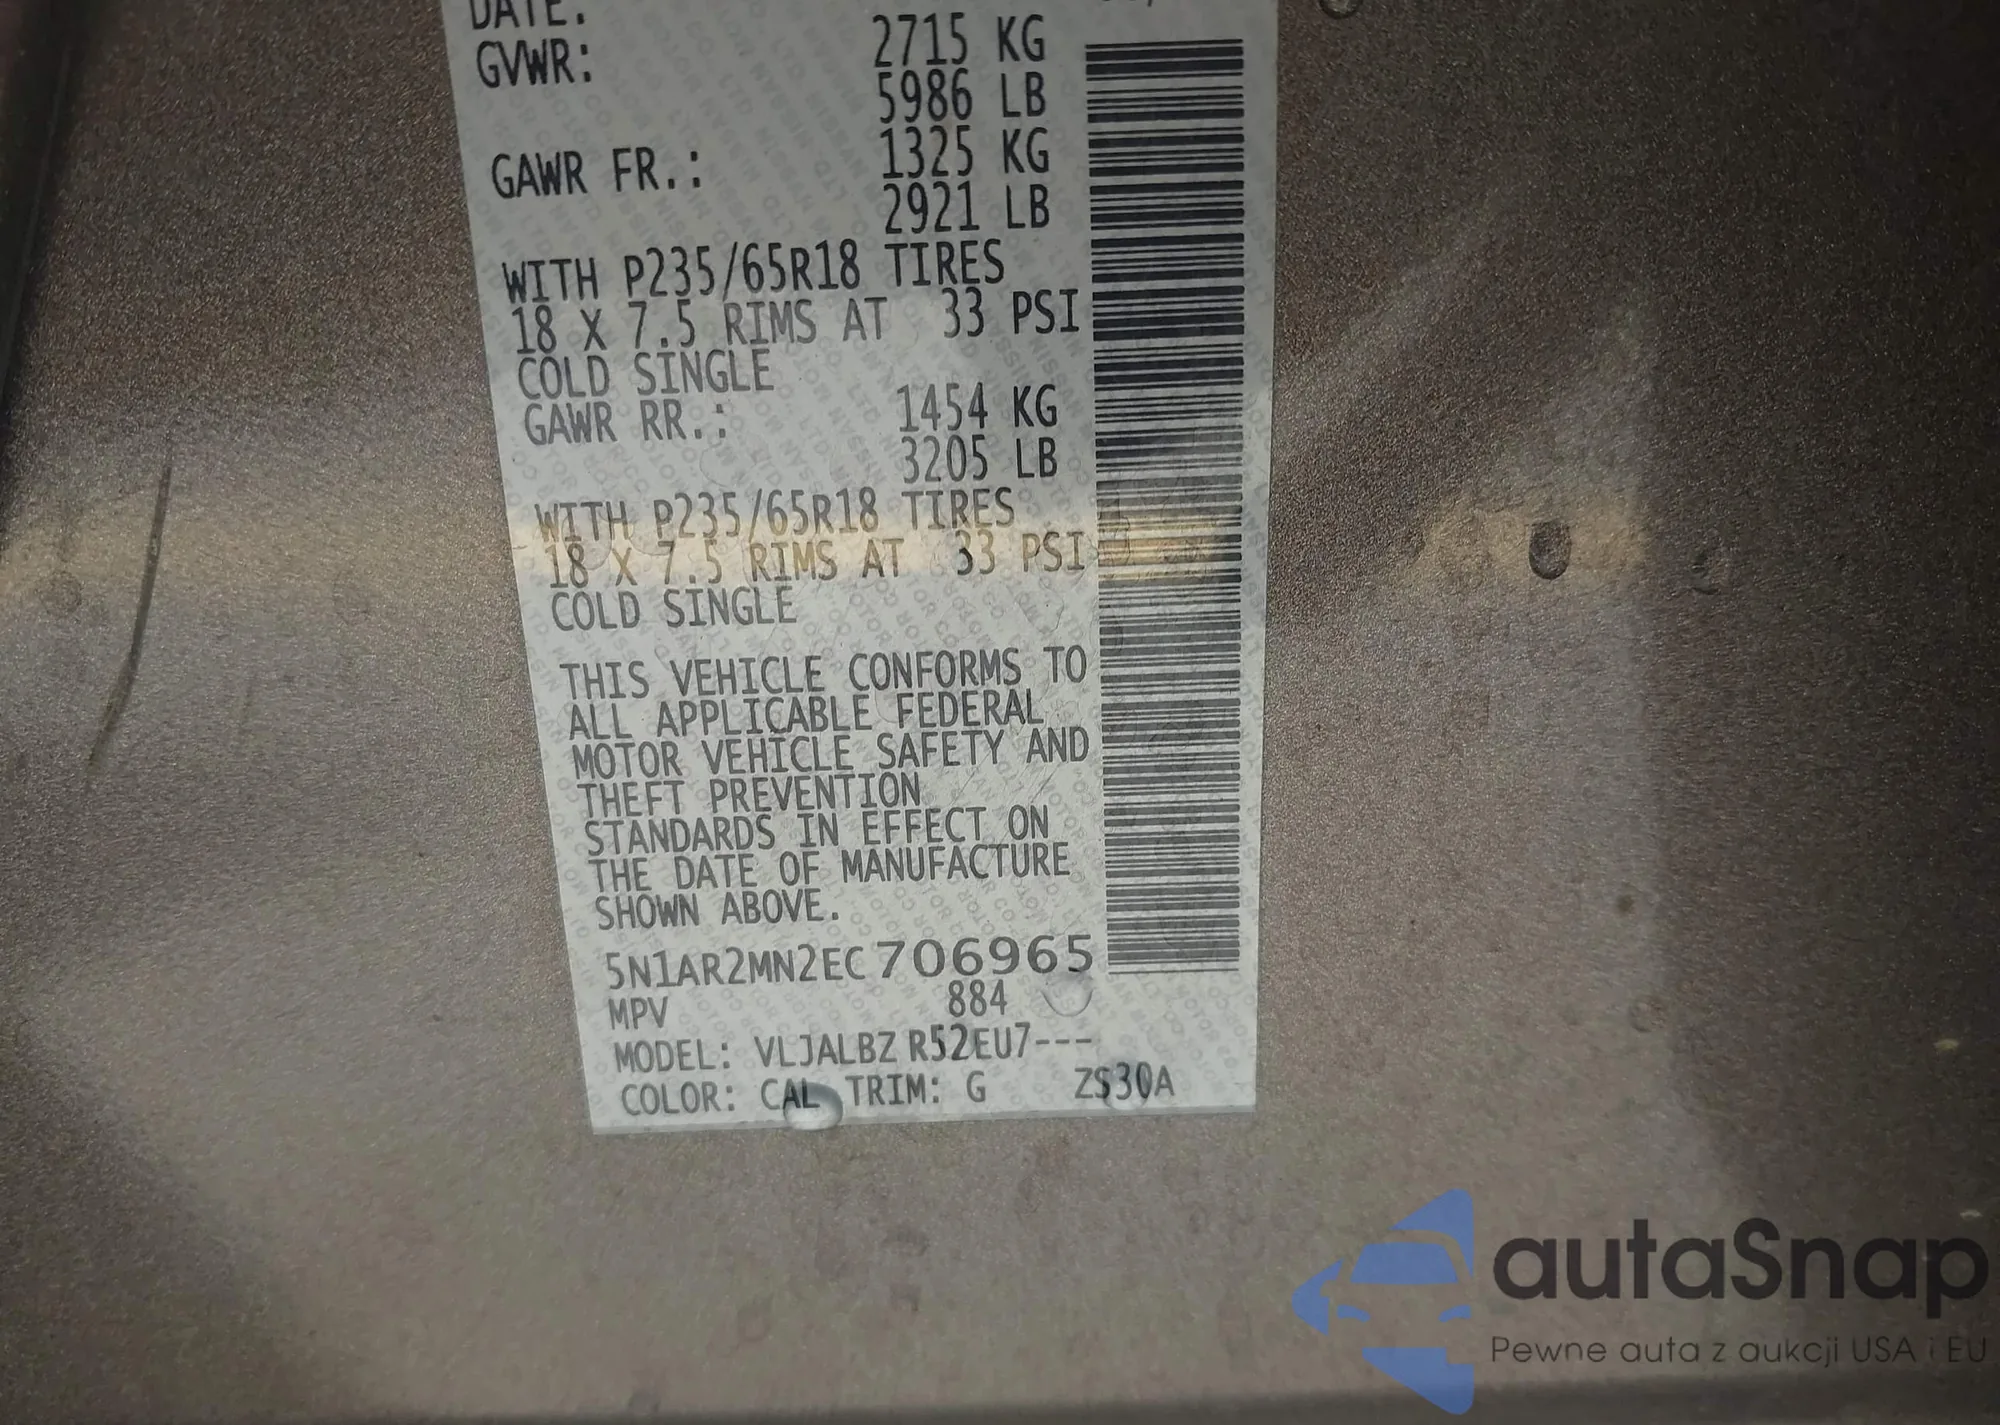 DATE:
GVWR: 2715 KG
5986 LB
GAWR FR.: 1325 KG
2921 LB
WITH P235/65R18 TIRES
18 X 7.5 RIMS AT 33 PSI
COLD SINGLE
GAWR RR.: 1454 KG
3205 LB
WITH P235/65R18 TIRES
18 X 7.5 RIMS AT 33 PSI
COLD SINGLE
THIS VEHICLE CONFORMS TO
ALL APPLICABLE FEDERAL
MOTOR VEHICLE SAFETY AND
THEFT PREVENTION
STANDARDS IN EFFECT ON
THE DATE OF MANUFACTURE
SHOWN ABOVE.
5N1AR2MN2EC706965
MPV 884
MODEL: VLJALBZ R52EU7---
COLOR: CAL TRIM: G ZS30A
autaSnap
Pewne auta z aukcji USA i EU